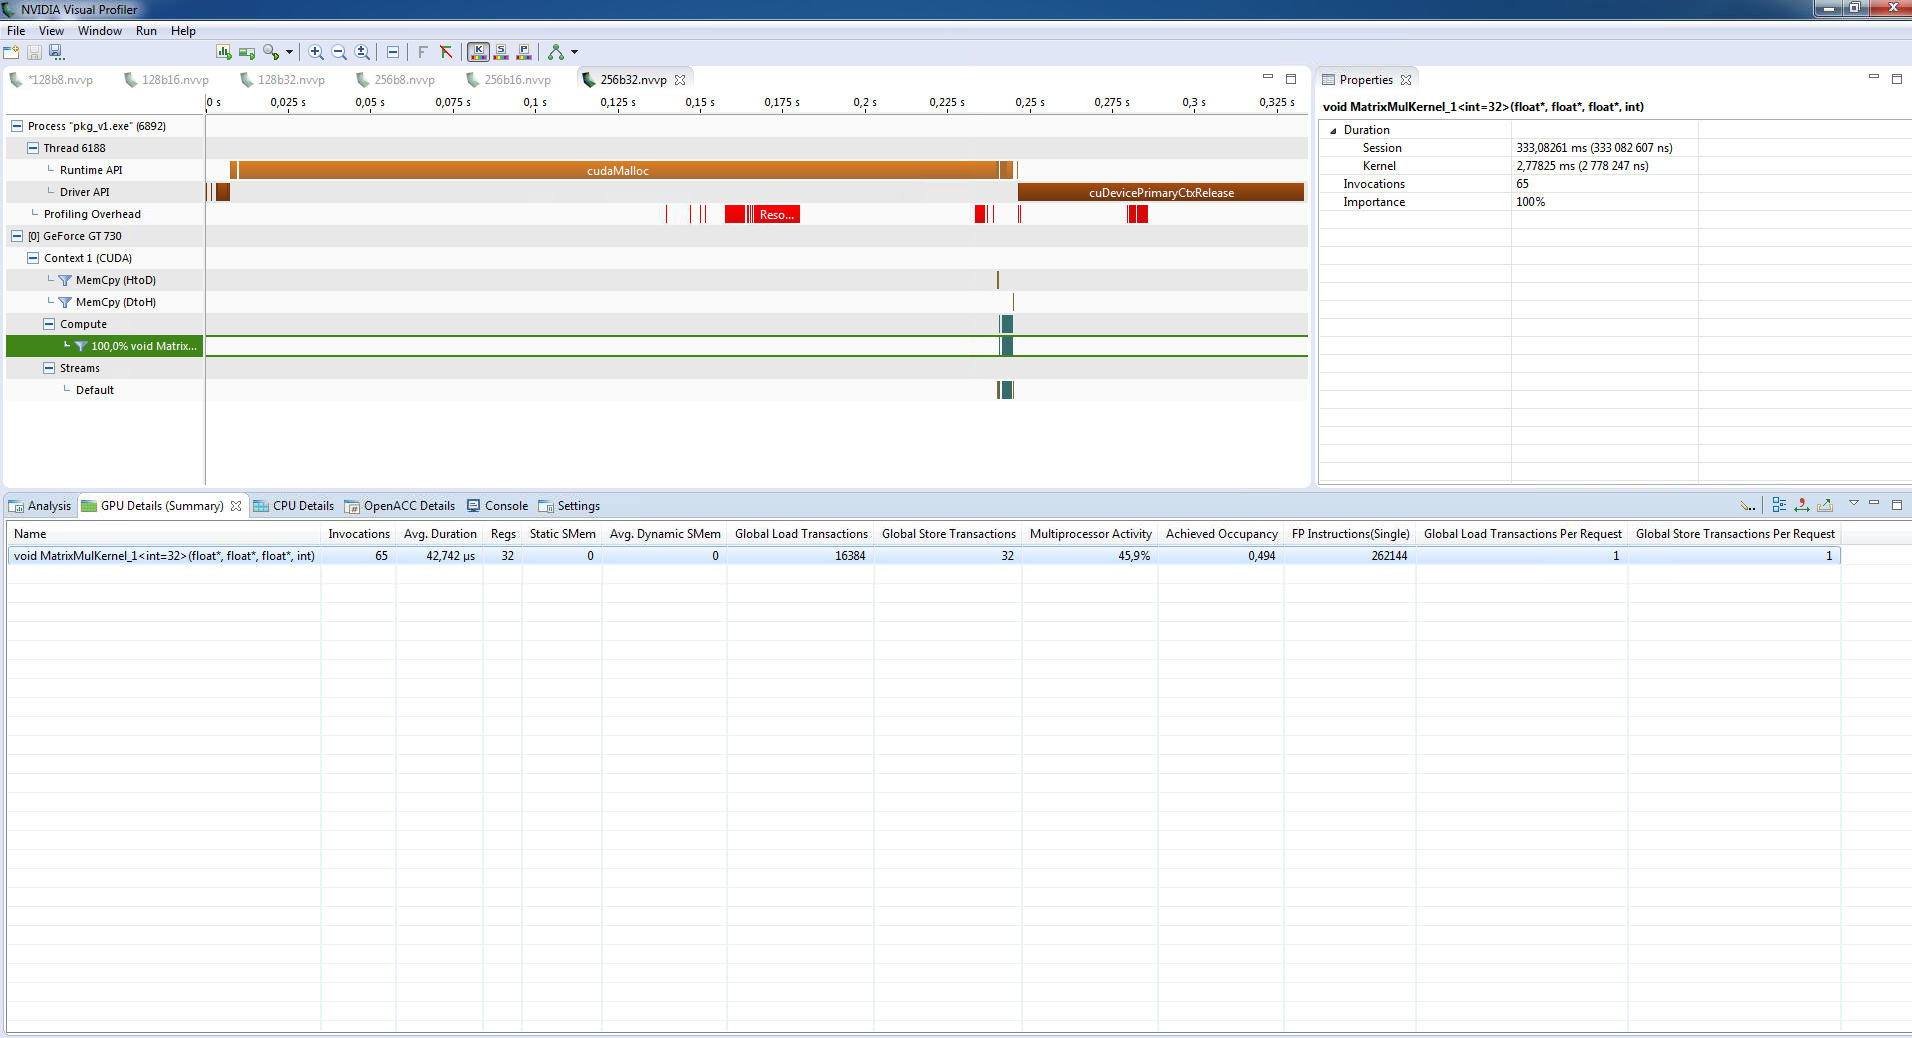 NVIDIA Visual Profiler
File View Window Run Help
*128b8.nvvp 128b16.nvvp 128b32.nvvp 256b8.nvvp 256b16.nvvp 256b32.nvvp
0 s 0,025 s 0,05 s 0,075 s 0,1 s 0,125 s 0,15 s 0,175 s 0,2 s 0,225 s 0,25 s 0,275 s 0,3 s 0,325 s
Process "pkg_v1.exe" (6892)
Thread 6188
Runtime API cudaMalloc
Driver API cuDevicePrimaryCtxRelease
Profiling Overhead Reso...
[0] GeForce GT 730
Context 1 (CUDA)
MemCpy (HtoD)
MemCpy (DtoH)
Compute
100,0% void Matrix...
Streams
Default
Properties
void MatrixMulKernel_1<int=32>(float*, float*, float*, int)
Duration
Session 333,08261 ms (333 082 607 ns)
Kernel 2,77825 ms (2 778 247 ns)
Invocations 65
Importance 100%
Analysis GPU Details (Summary) CPU Details OpenACC Details Console Settings
Name Invocations Avg. Duration Regs Static SMem Avg. Dynamic SMem Global Load Transactions Global Store Transactions Multiprocessor Activity Achieved Occupancy FP Instructions(Single) Global Load Transactions Per Request Global Store Transactions Per Request
void MatrixMulKernel_1<int=32>(float*, float*, float*, int) 65 42,742 µs 32 0 0 16384 32 45,9% 0,494 262144 1 1